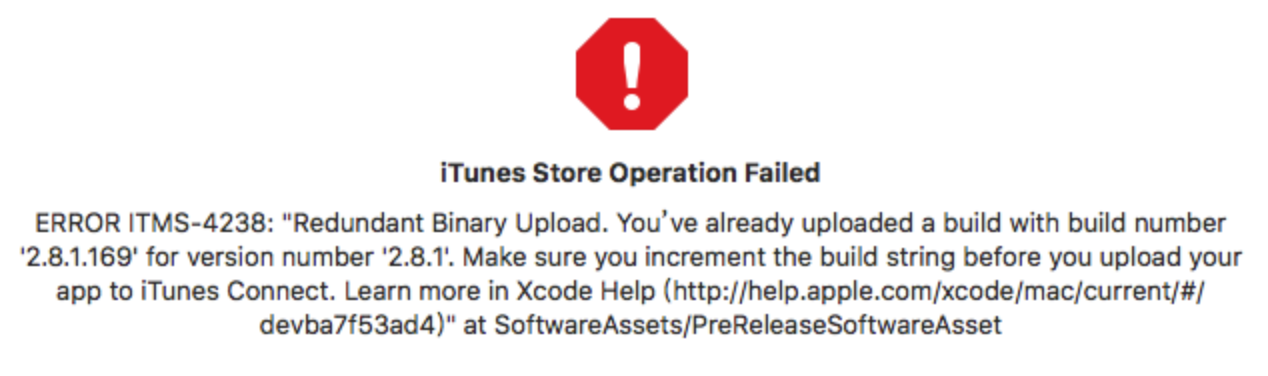 iTunes Store Operation Failed
ERROR ITMS-4238: "Redundant Binary Upload. You’ve already uploaded a build with build number
'2.8.1.169' for version number '2.8.1'. Make sure you increment the build string before you upload your
app to iTunes Connect. Learn more in Xcode Help (http://help.apple.com/xcode/mac/current/#/
devba7f53ad4)" at SoftwareAssets/PreReleaseSoftwareAsset